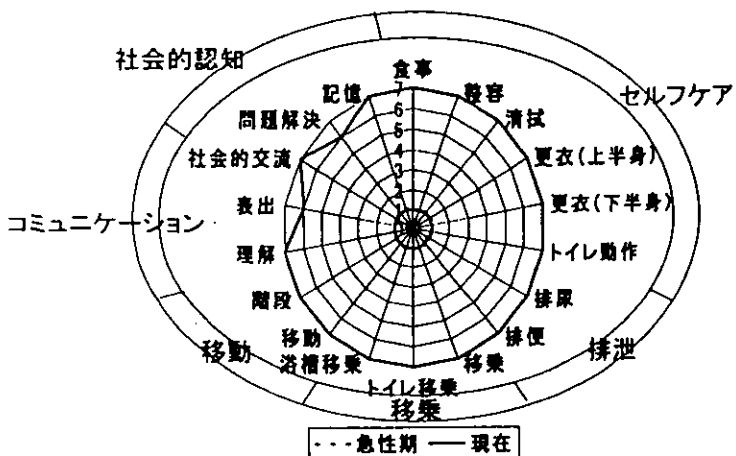 社会的認知
セルフケア
コミュニケーション
移動
移乗
排泄
食事
整容
清拭
更衣(上半身)
更衣(下半身)
トイレ動作
排尿
排便
移乗
トイレ移乗
浴槽移乗
移動
階段
理解
表出
社会的交流
問題解決
記憶
7
6
5
4
3
2
1
急性期 現在